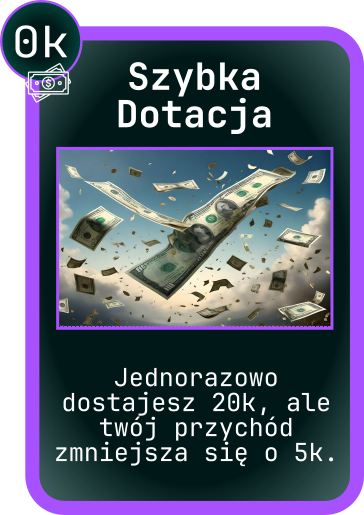 0k
Szybka
Dotacja
Jednorazowo
dostajesz 20k, ale
twój przychód
zmniejsza się o 5k.